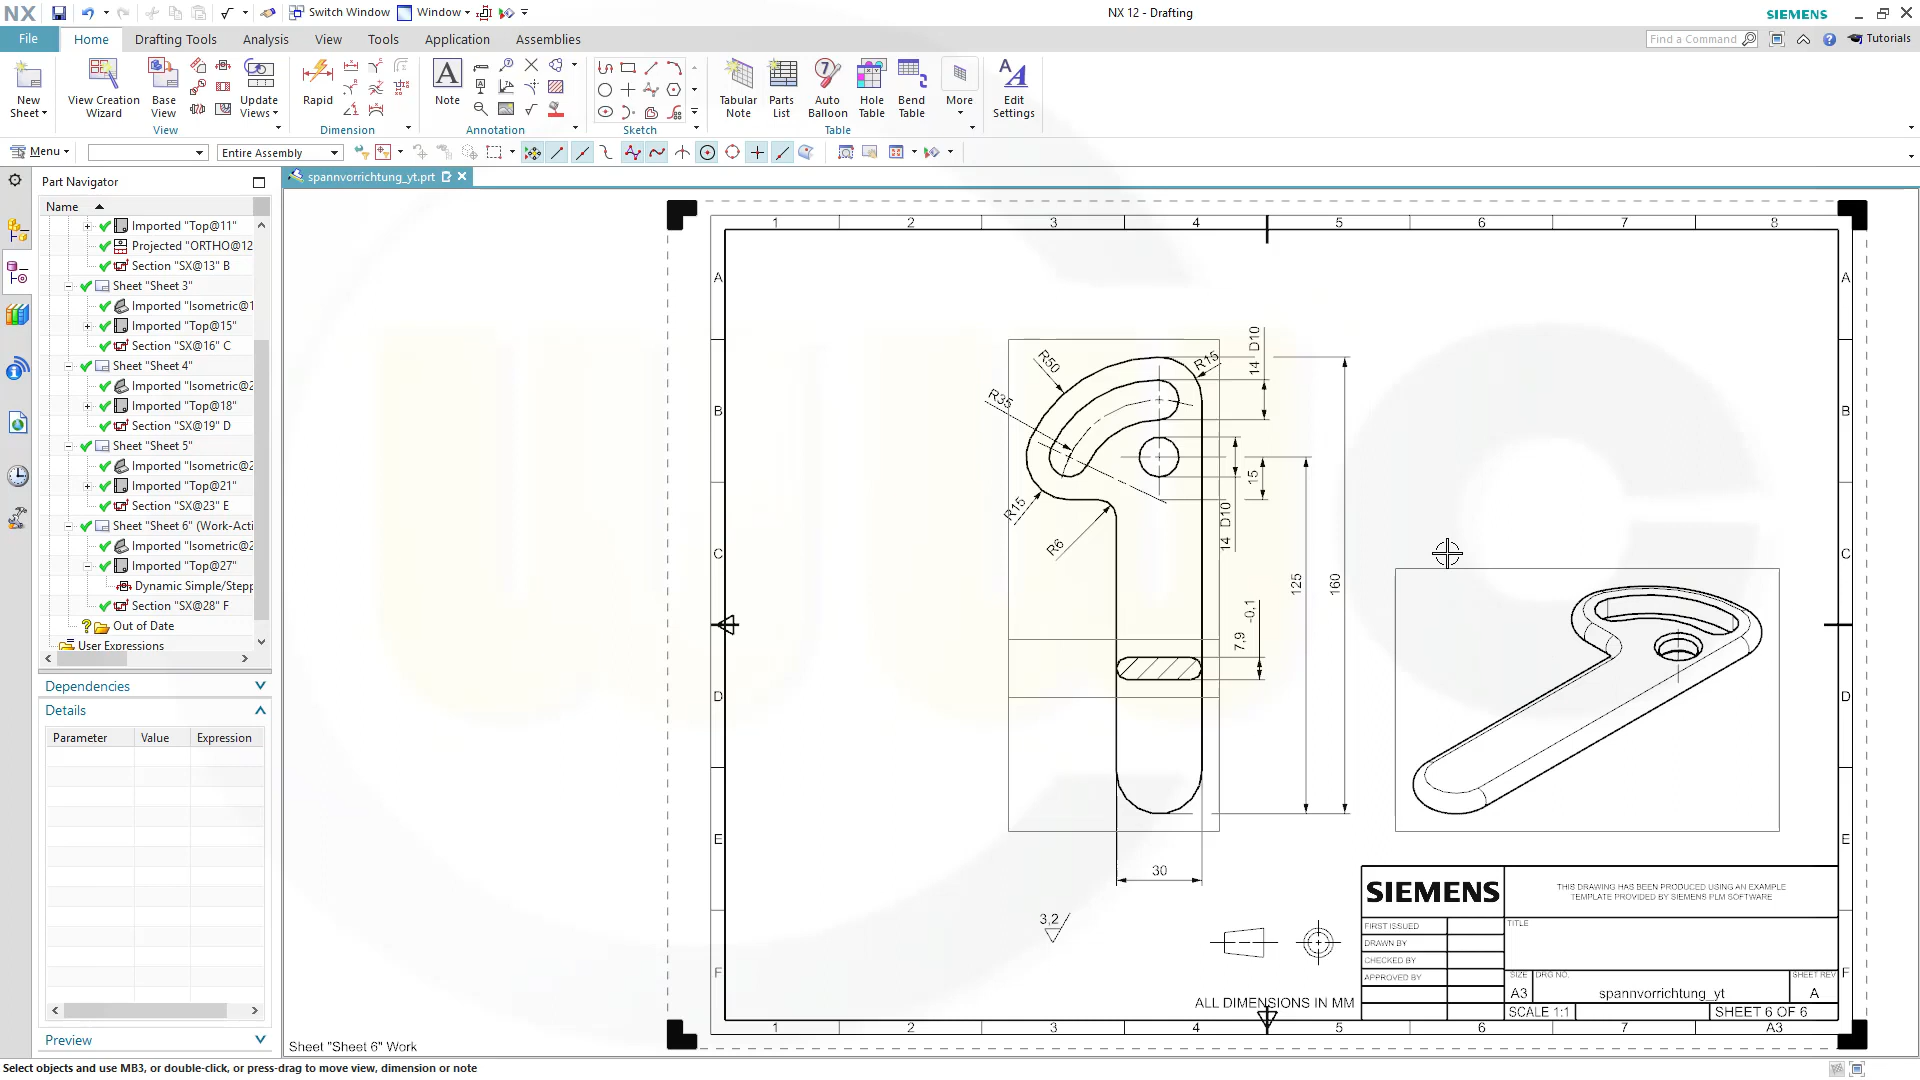 NX
Switch Window
Window
NX 12 - Drafting
SIEMENS
File
Home
Drafting Tools
Analysis
View
Tools
Application
Assemblies
Find a Command
Tutorials
New
Sheet
View Creation
Wizard
Base
View
Update
Views
View
Rapid
Dimension
Note
Annotation
Sketch
Tabular
Note
Parts
List
Auto
Balloon
Hole
Table
Bend
Table
More
Table
Edit
Settings
Menu
Entire Assembly
Part Navigator
spannvorrichtung_yt.prt
Name
Imported "Top@11"
Projected "ORTHO@12
Section "SX@13" B
Sheet "Sheet 3"
Imported "Isometric@1
Imported "Top@15"
Section "SX@16" C
Sheet "Sheet 4"
Imported "Isometric@2
Imported "Top@18"
Section "SX@19" D
Sheet "Sheet 5"
Imported "Isometric@2
Imported "Top@21"
Section "SX@23" E
Sheet "Sheet 6" (Work-Acti
Imported "Isometric@2
Imported "Top@27"
Dynamic Simple/Stepp
Section "SX@28" F
Out of Date
User Expressions
Dependencies
Details
Parameter
Value
Expression
Preview
1 2 3 4 5 6 7 8
A A
B B
C C
D D
E E
F F
R50
R15
R35
R15
R6
14 D10
15
14 D10
125
160
7,9 -0,1
30
3,2
ALL DIMENSIONS IN MM
SIEMENS
THIS DRAWING HAS BEEN PRODUCED USING AN EXAMPLE
TEMPLATE PROVIDED BY SIEMENS PLM SOFTWARE
FIRST ISSUED
TITLE
DRAWN BY
CHECKED BY
APPROVED BY
SIZE
DRG NO.
SHEET REV
A3
spannvorrichtung_yt
A
SCALE 1:1
SHEET 6 OF 6
1 2 3 4 5 6 7 A3
Sheet "Sheet 6" Work
Select objects and use MB3, or double-click, or press-drag to move view, dimension or note